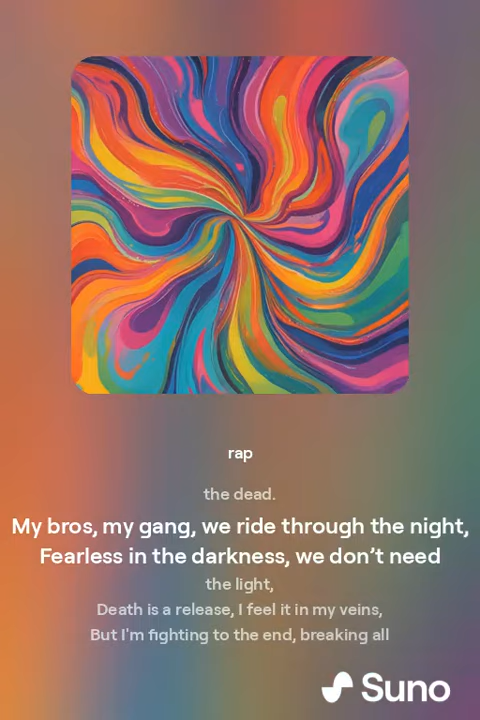 rap
the dead.
My bros, my gang, we ride through the night,
Fearless in the darkness, we don’t need
the light,
Death is a release, I feel it in my veins,
But I'm fighting to the end, breaking all
Suno